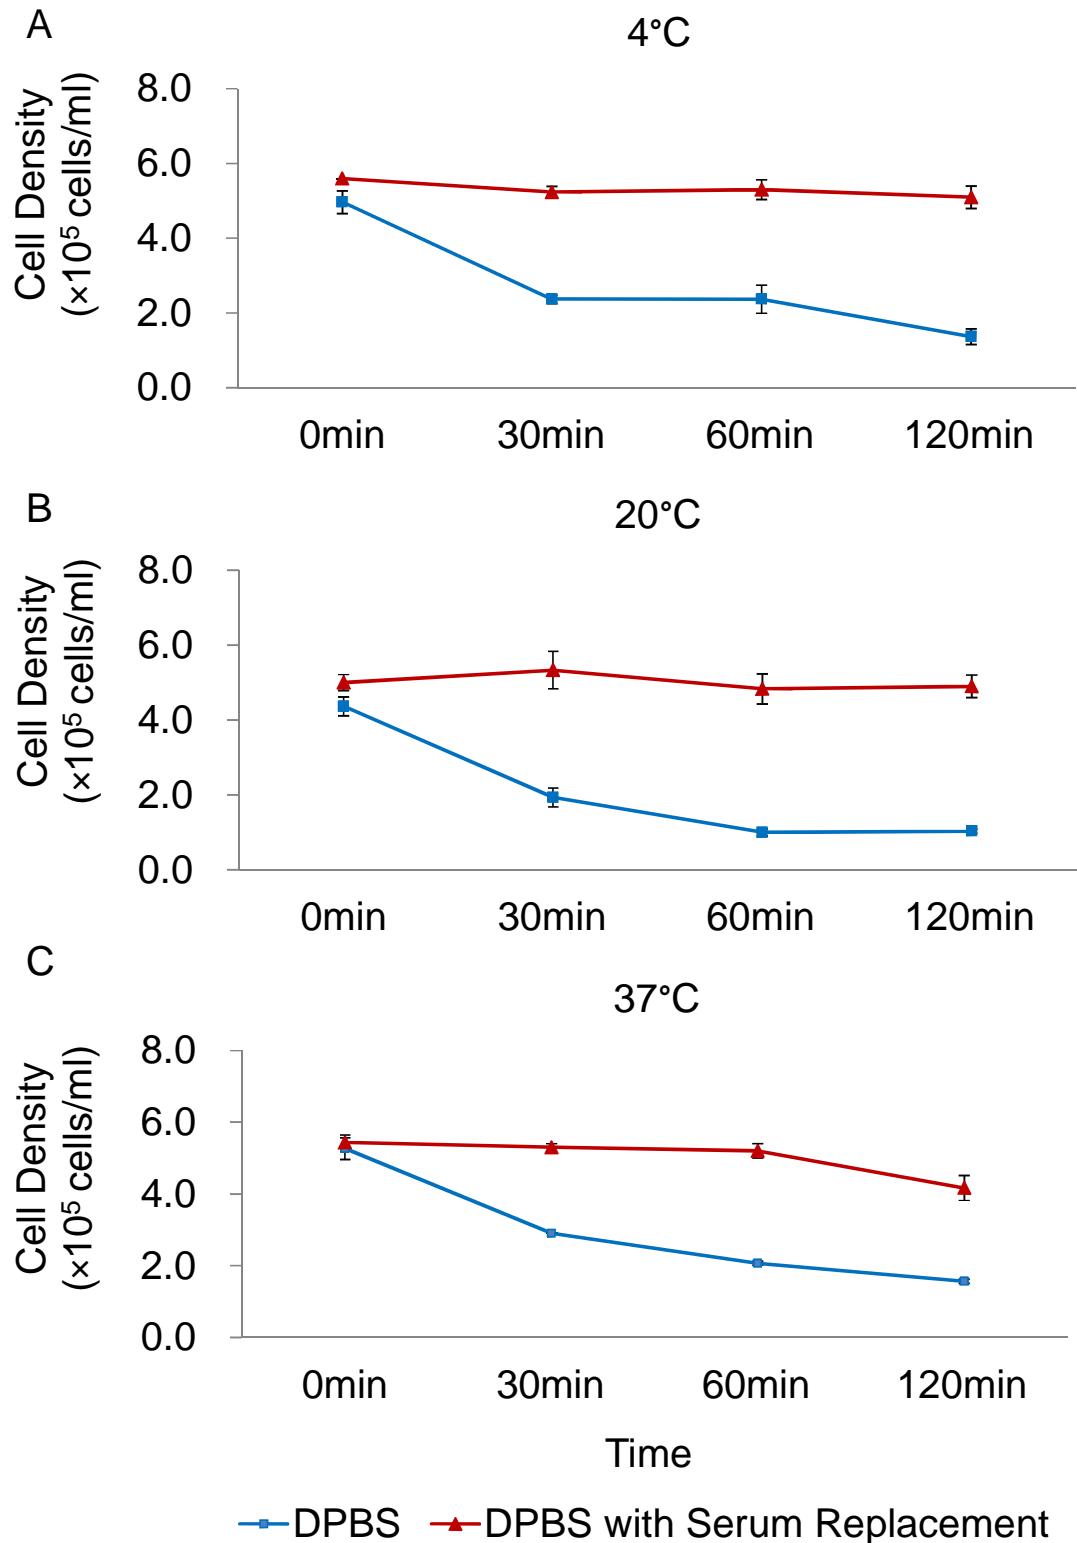 A
4°C
Cell Density
(×10⁵ cells/ml)
8.0
6.0
4.0
2.0
0.0
0min 30min 60min 120min
B
20°C
Cell Density
(×10⁵ cells/ml)
8.0
6.0
4.0
2.0
0.0
0min 30min 60min 120min
C
37°C
Cell Density
(×10⁵ cells/ml)
8.0
6.0
4.0
2.0
0.0
0min 30min 60min 120min
Time
DPBS DPBS with Serum Replacement